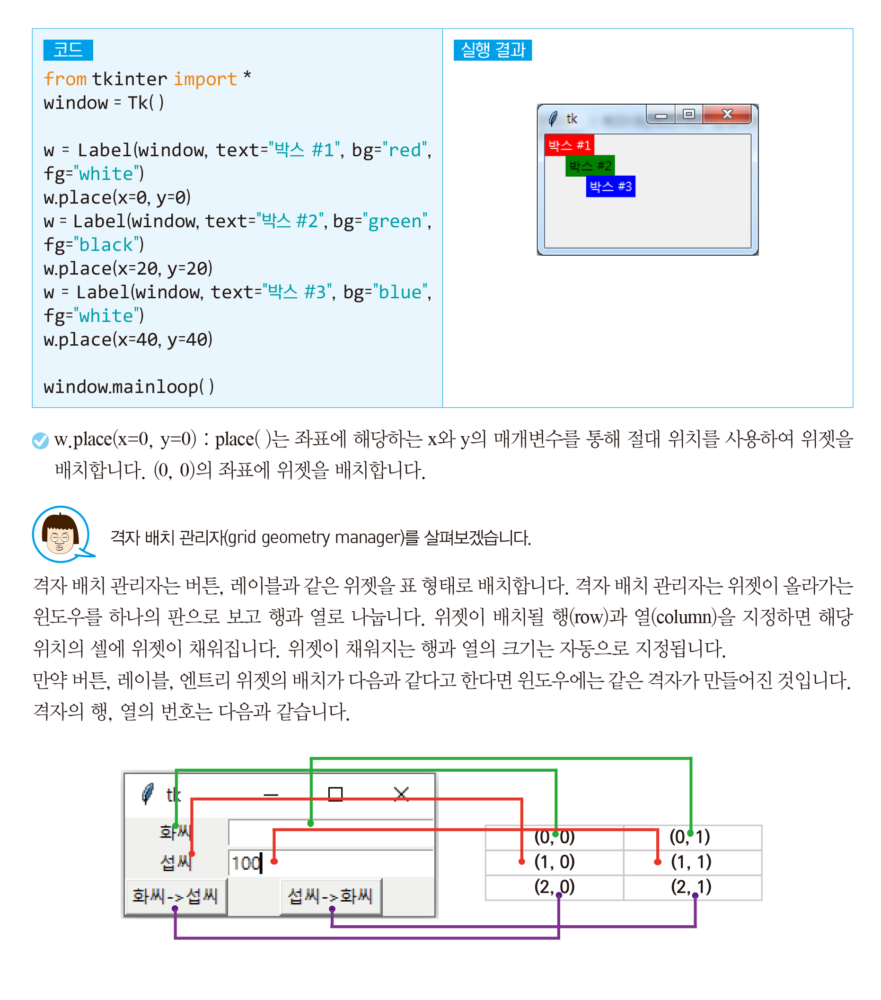 코드
from tkinter import *
window = Tk( )
w = Label(window, text="박스 #1", bg="red",
fg="white")
w.place(x=0, y=0)
w = Label(window, text="박스 #2", bg="green",
fg="black")
w.place(x=20, y=20)
w = Label(window, text="박스 #3", bg="blue",
fg="white")
w.place(x=40, y=40)
window.mainloop( )
실행 결과
tk
박스 #1
박스 #2
박스 #3
w.place(x=0, y=0) : place( )는 좌표에 해당하는 x와 y의 매개변수를 통해 절대 위치를 사용하여 위젯을
배치합니다. (0, 0)의 좌표에 위젯을 배치합니다.
격자 배치 관리자(grid geometry manager)를 살펴보겠습니다.
격자 배치 관리자는 버튼, 레이블과 같은 위젯을 표 형태로 배치합니다. 격자 배치 관리자는 위젯이 올라가는
윈도우를 하나의 판으로 보고 행과 열로 나눕니다. 위젯이 배치될 행(row)과 열(column)을 지정하면 해당
위치의 셀에 위젯이 채워집니다. 위젯이 채워지는 행과 열의 크기는 자동으로 지정됩니다.
만약 버튼, 레이블, 엔트리 위젯의 배치가 다음과 같다고 한다면 윈도우에는 같은 격자가 만들어진 것입니다.
격자의 행, 열의 번호는 다음과 같습니다.
tk
화씨
섭씨 100
화씨->섭씨 섭씨->화씨
(0, 0) (0, 1)
(1, 0) (1, 1)
(2, 0) (2, 1)